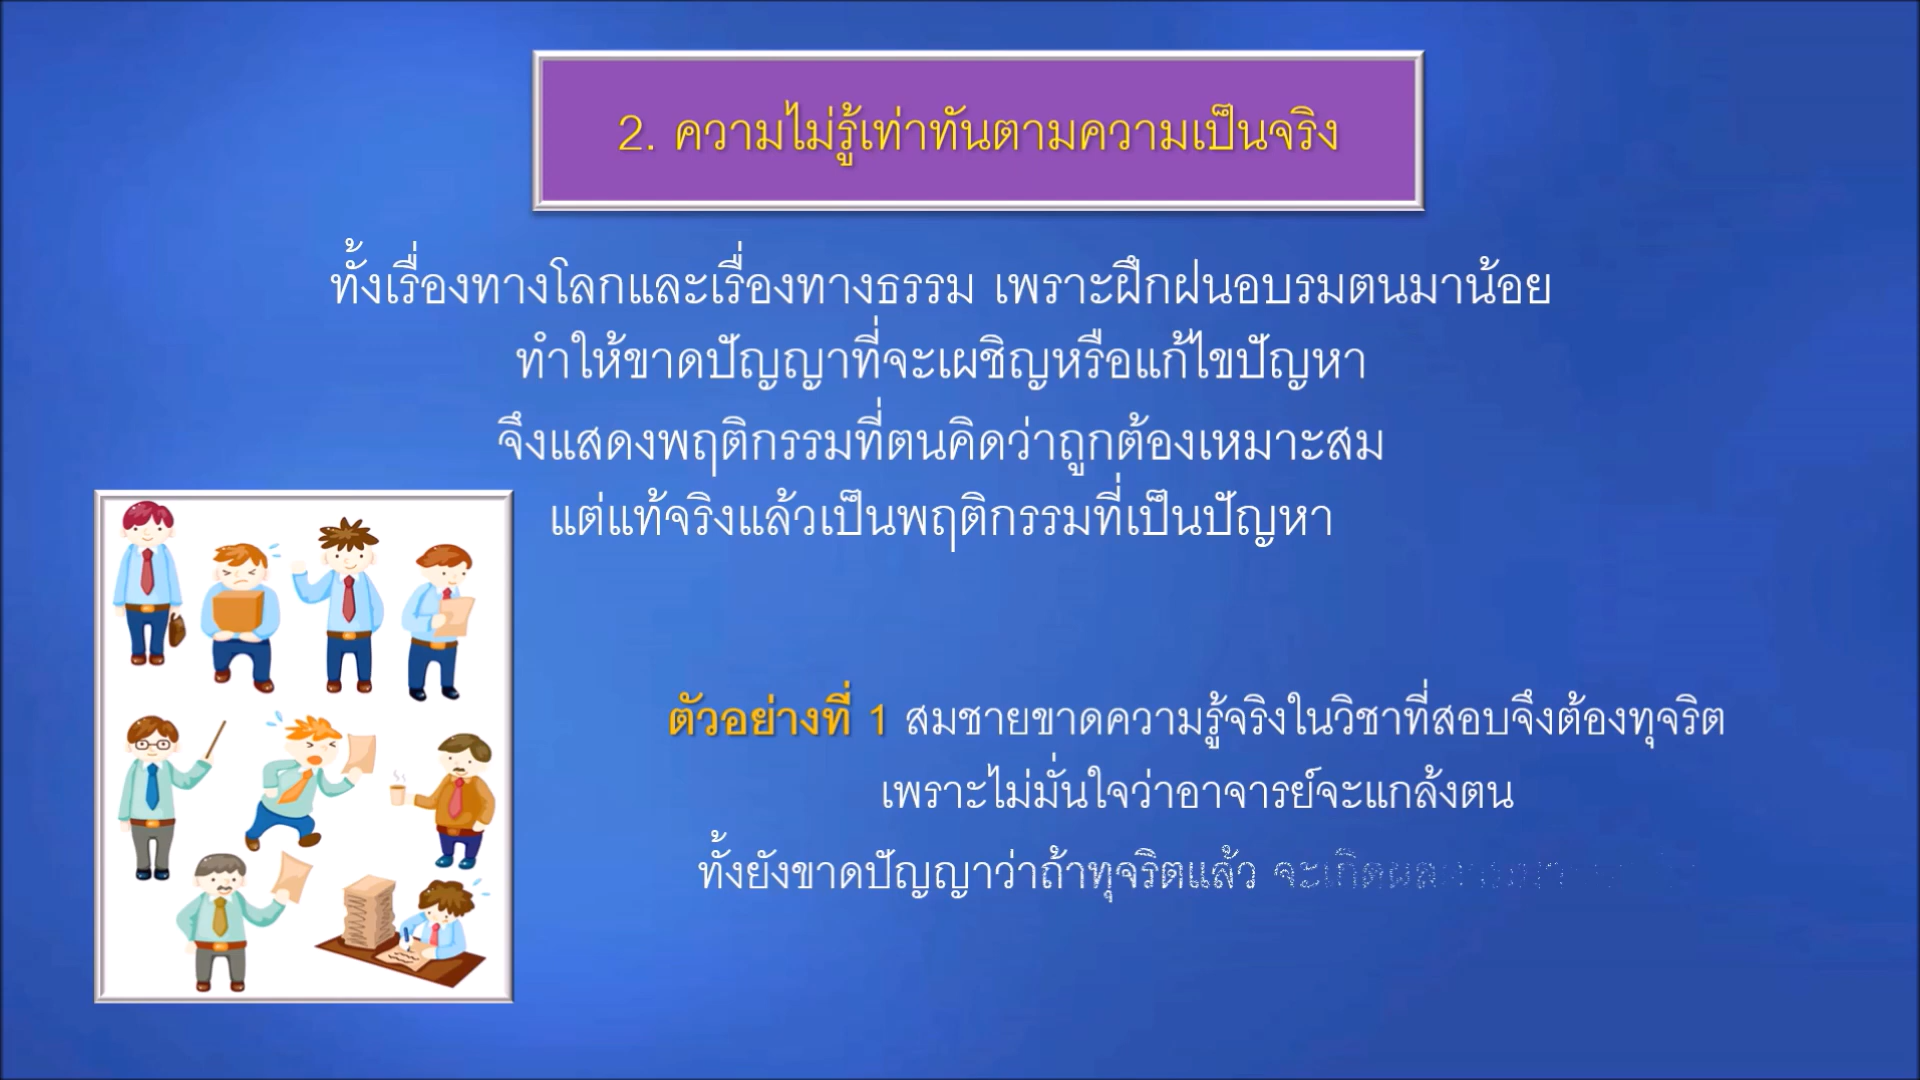 2. ความไม่รู้เท่าทันตามความเป็นจริง
ทั้งเรื่องทางโลกและเรื่องทางธรรม เพราะฝึกฝนอบรมตนมาน้อย
ทำให้ขาดปัญญาที่จะเผชิญหรือแก้ไขปัญหา
จึงแสดงพฤติกรรมที่ตนคิดว่าถูกต้องเหมาะสม
แต่แท้จริงแล้วเป็นพฤติกรรมที่เป็นปัญหา
ตัวอย่างที่ 1 สมชายขาดความรู้จริงในวิชาที่สอบจึงต้องทุจริต
เพราะไม่มั่นใจว่าอาจารย์จะแกล้งตน
ทั้งยังขาดปัญญาว่าถ้าทุจริตแล้ว จะเกิดผล